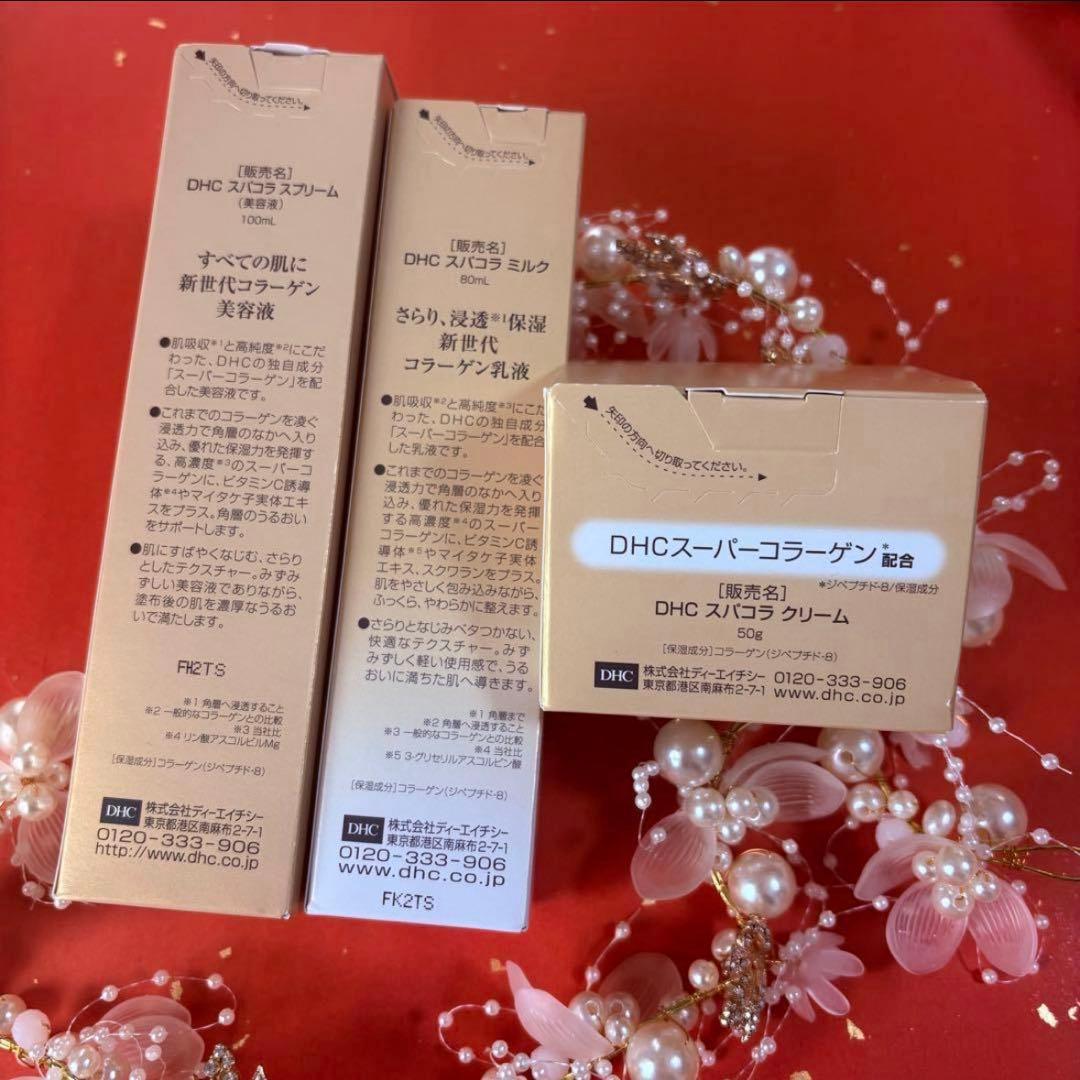 矢印の方向へ切り取ってください。
［販売名］
DHC スパコラ スプリーム
（美容液）
100mL
すべての肌に
新世代コラーゲン
美容液
●肌吸収※1と高純度※2にこだ
わった、DHCの独自成分
「スーパーコラーゲン」を配
合した美容液です。
●これまでのコラーゲンを凌ぐ
浸透力で角層のなかへ入り
込み、優れた保湿力を発揮す
る、高濃度※3のスーパーコ
ラーゲンに、ビタミンC誘導
体※4やマイタケ子実体エキ
スをプラス。角層のうるおい
をサポートします。
●肌にすばやくなじむ、さらり
としたテクスチャー。みずみ
ずしい美容液でありながら、
塗布後の肌を濃厚なうるお
いで満たします。
FH2TS
※1 角層へ浸透すること
※2 一般的なコラーゲンとの比較
※3 当社比
※4 リン酸アスコルビルMg
［保湿成分］コラーゲン（ジペプチド-8）
DHC 株式会社ディーエイチシー
東京都港区南麻布2-7-1
0120-333-906
http://www.dhc.co.jp
矢印の方向へ切り取ってください。
［販売名］
DHC スパコラ ミルク
80mL
さらり、浸透※1保湿
新世代
コラーゲン乳液
●肌吸収※2と高純度※3にこだ
わった、DHCの独自成分
「スーパーコラーゲン」を配合
した乳液です。
●これまでのコラーゲンを凌ぐ
浸透力で角層のなかへ入り
込み、優れた保湿力を発揮
する高濃度※4のスーパー
コラーゲンに、ビタミンC誘
導体※5やマイタケ子実体
エキス、スクワランをプラス。
肌をやさしく包み込みながら、
ふっくら、やわらかに整えます。
●さらりとなじみベタつかない、
快適なテクスチャー。みず
みずしく軽い使用感で、うる
おいに満ちた肌へ導きます。
※1 角層まで
※2 角層へ浸透すること
※3 一般的なコラーゲンとの比較
※4 当社比
※5 3-グリセリルアスコルビン酸
［保湿成分］コラーゲン（ジペプチド-8）
DHC 株式会社ディーエイチシー
東京都港区南麻布2-7-1
0120-333-906
www.dhc.co.jp
FK2TS
矢印の方向へ切り取ってください。
DHCスーパーコラーゲン*配合
*ジペプチド-8/保湿成分
［販売名］
DHC スパコラ クリーム
50g
［保湿成分］コラーゲン（ジペプチド-8）
DHC 株式会社ディーエイチシー 0120-333-906
東京都港区南麻布2-7-1 www.dhc.co.jp